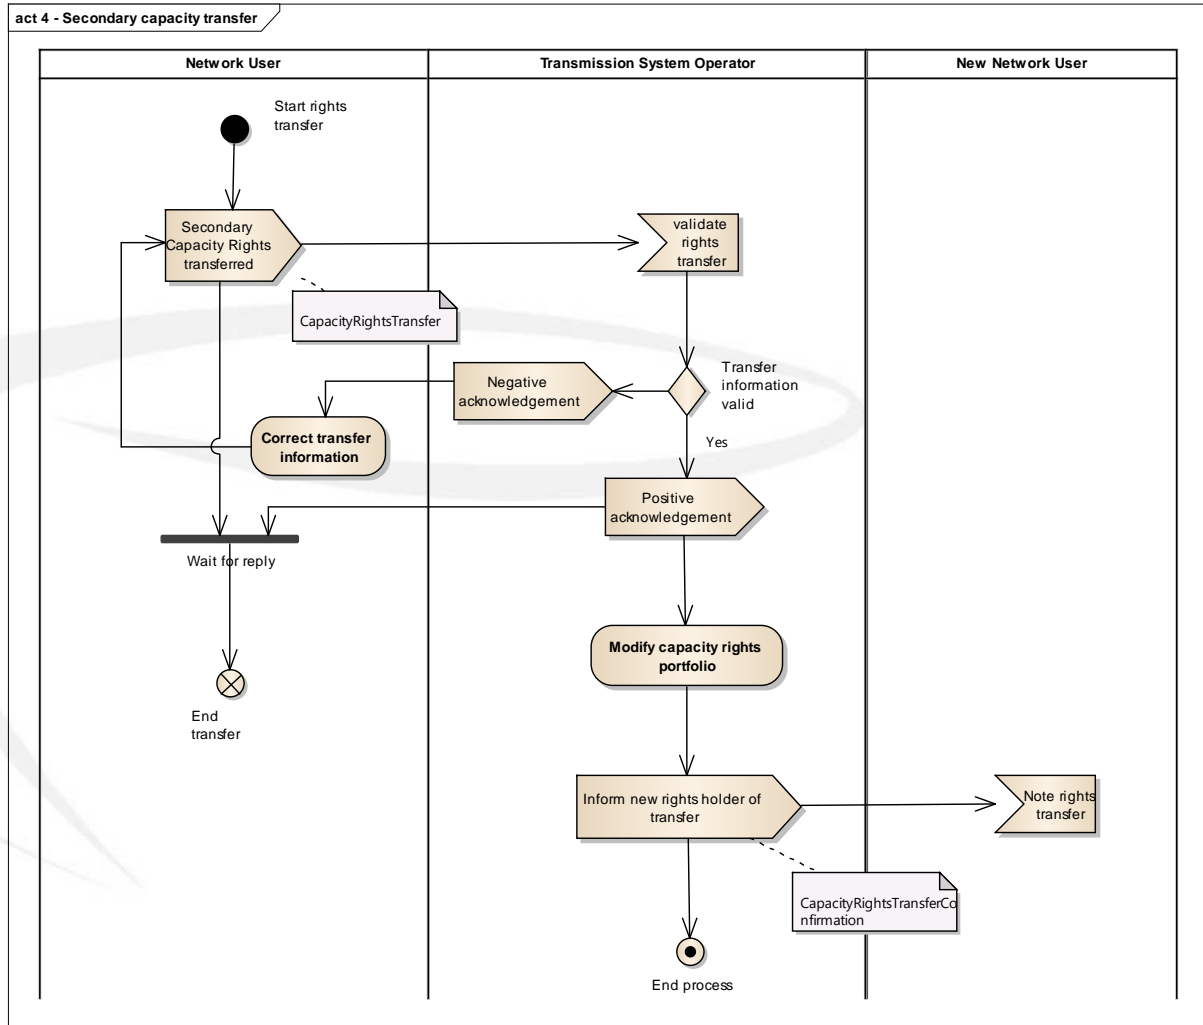 act 4 - Secondary capacity transfer
Network User
Transmission System Operator
New Network User
Start rights
transfer
Secondary
Capacity Rights
transferred
validate
rights
transfer
CapacityRightsTransfer
Negative
acknowledgement
Transfer
information
valid
Correct transfer
information
Yes
Positive
acknowledgement
Wait for reply
Modify capacity rights
portfolio
End
transfer
Inform new rights holder of
transfer
Note rights
transfer
CapacityRightsTransferCo
nfirmation
End process